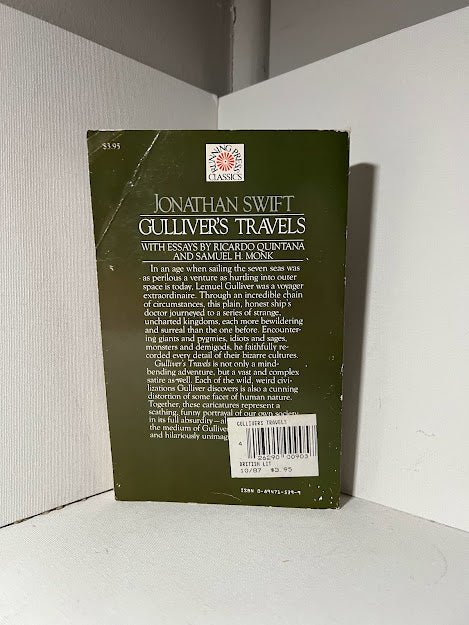 $3.95
RUNNING PRESS
CLASSICS
JONATHAN SWIFT
GULLIVER'S TRAVELS
WITH ESSAYS BY RICARDO QUINTANA
AND SAMUEL H. MONK
In an age when sailing the seven seas was
as perilous a venture as hurtling into outer
space is today, Lemuel Gulliver was a voyager
extraordinaire. Through an incredible chain
of circumstances, this plain, honest ship's
doctor journeyed to a series of strange,
uncharted kingdoms, each more bewildering
and surreal than the one before. Encounter-
ing giants and pygmies, idiots and sages,
monsters and demigods, he faithfully re-
corded every detail of their bizarre cultures.
Gulliver's Travels is not only a mind-
bending adventure, but a vast and complex
satire as well. Each of the wild, weird civi-
lizations Gulliver discovers is also a cunning
distortion of some facet of human nature.
Together, these caricatures represent a
scathing, funny portrayal of our own society
in its full absurdity—
the medium of Gulliver
and hilariously
GULLIVERS TRAVELS
4 26290 00903
BRITISH LIT
10/87 $3.95
ISBN 0-89471-539-9